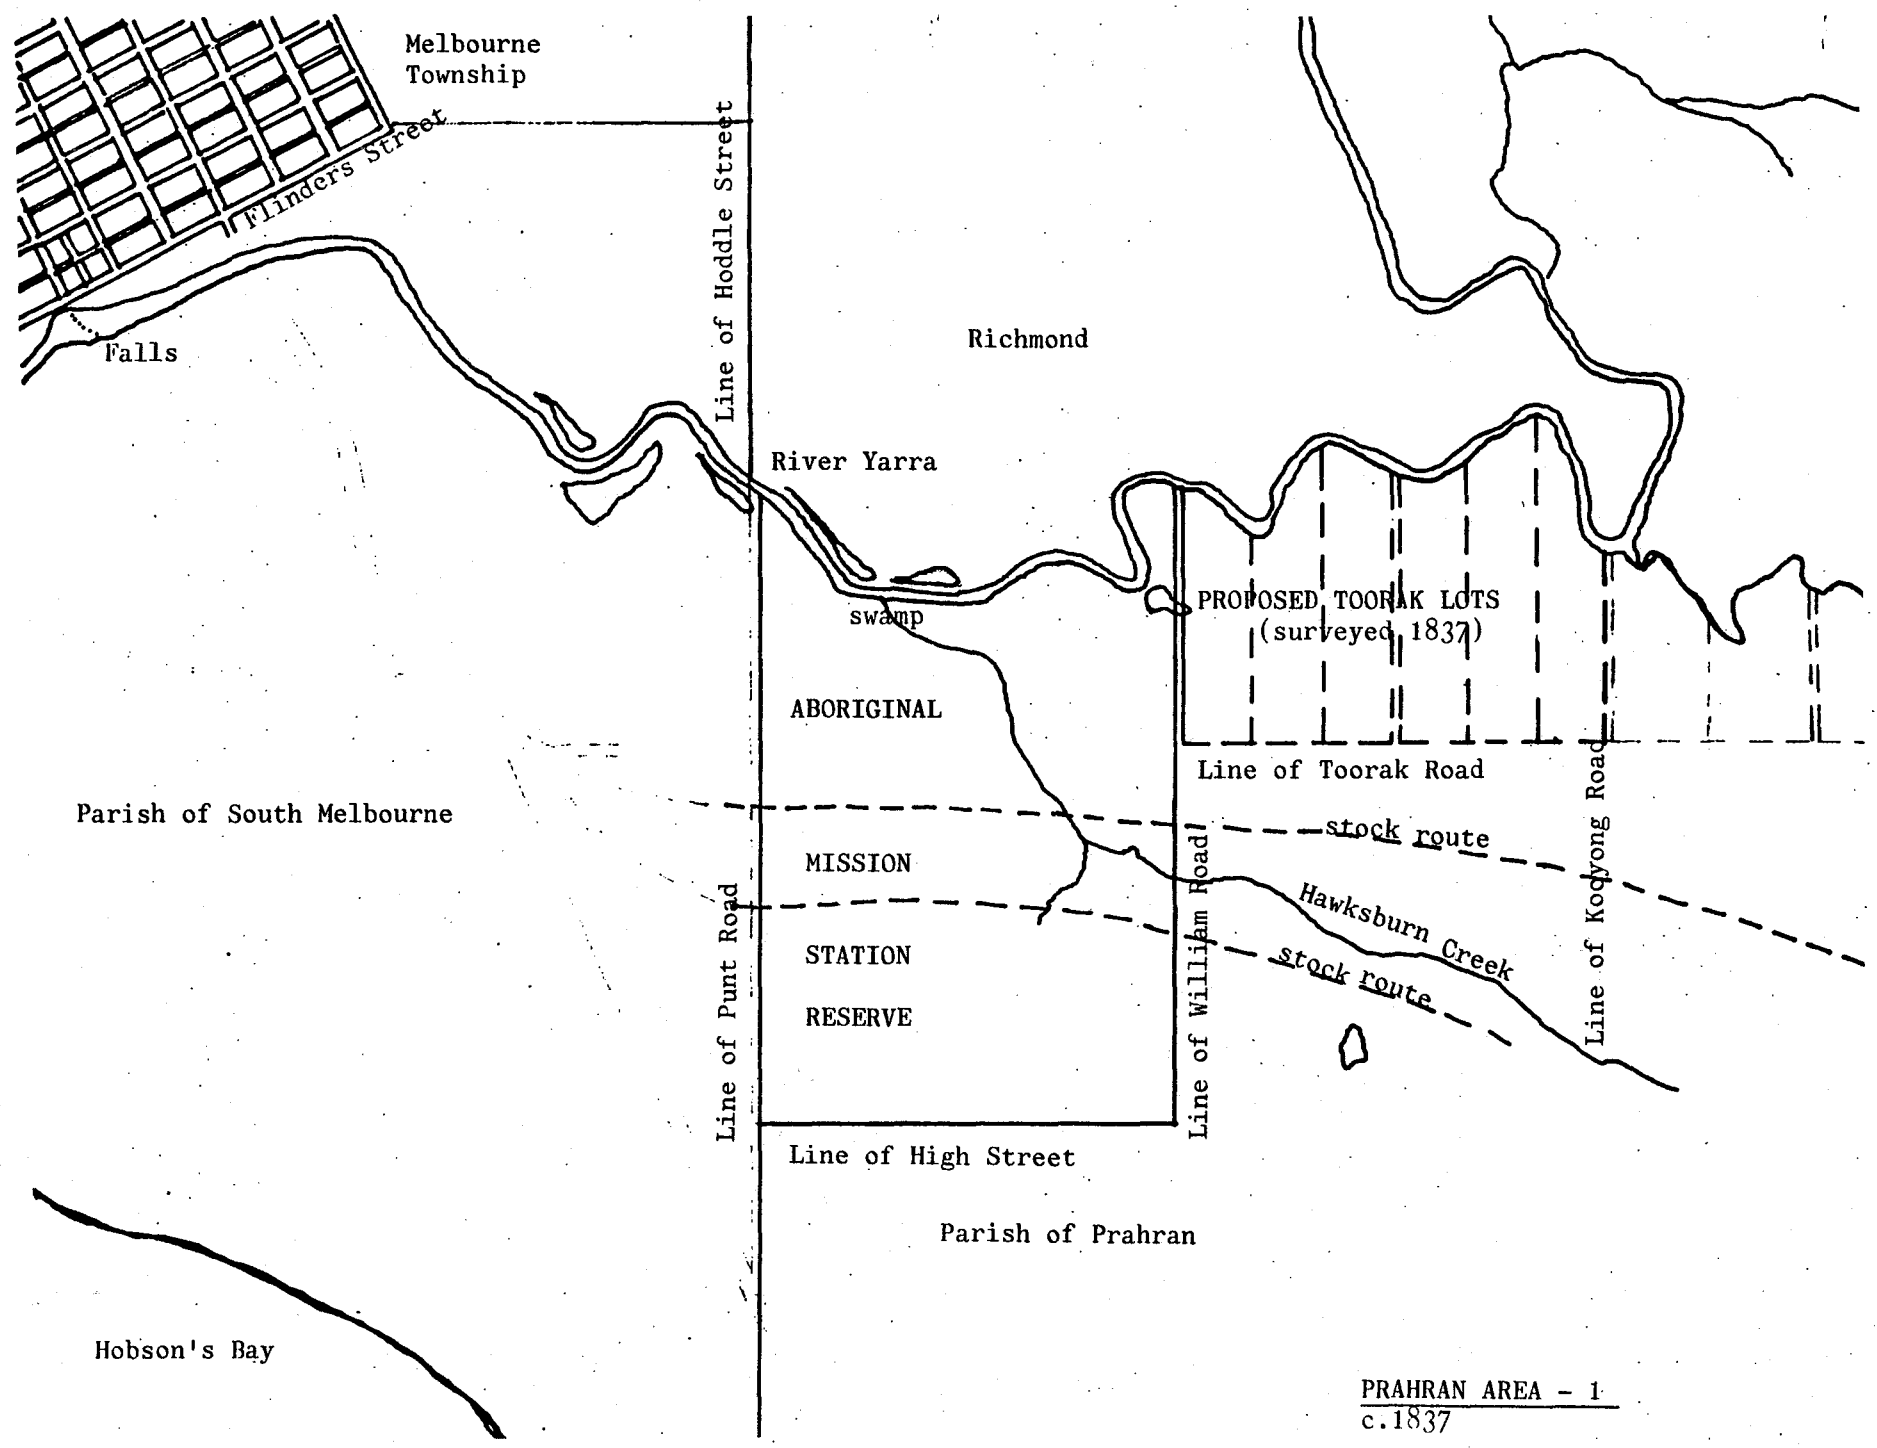 Melbourne
Township
Flinders Street
Falls
Line of Hoddle Street
Richmond
River Yarra
swamp
PROPOSED TOORAK LOTS
(surveyed 1837)
ABORIGINAL
Line of Toorak Road
Parish of South Melbourne
stock route
MISSION
Hawksburn Creek
STATION
stock route
RESERVE
Line of Punt Road
Line of William Road
Line of Kooyong Road
Line of High Street
Parish of Prahran
Hobson's Bay
PRAHRAN AREA - 1
c.1837